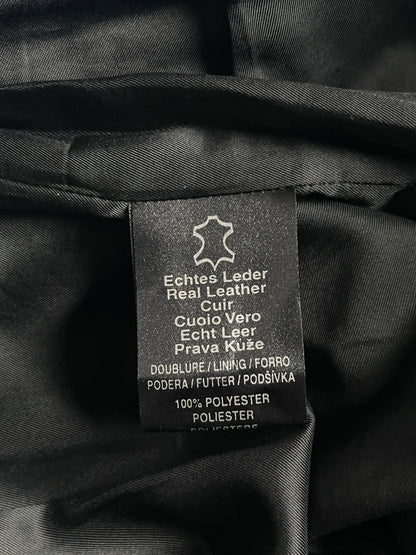 Echtes Leder
Real Leather
Cuir
Cuoio Vero
Echt Leer
Prava Kůže
DOUBLURE / LINING / FORRO
PODERA / FUTTER / PODŠÍVKA
100% POLYESTER
POLIESTER
POLIESTERE